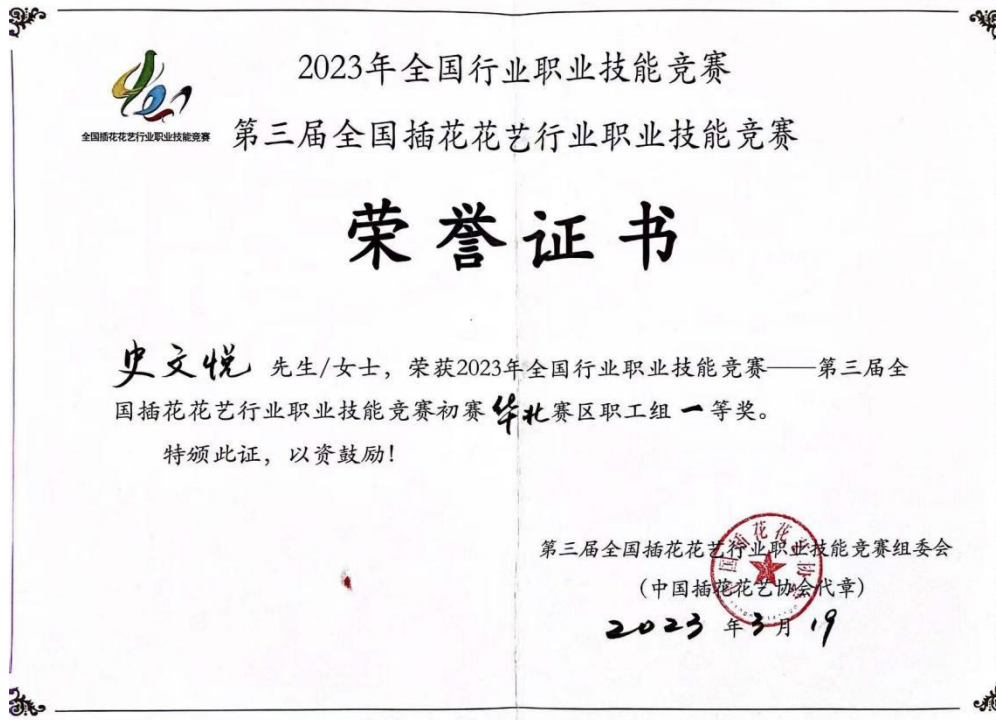 2023年全国行业职业技能竞赛
全国插花花艺行业职业技能竞赛
第三届全国插花花艺行业职业技能竞赛
荣誉证书
史文悦 先生/女士，荣获2023年全国行业职业技能竞赛——第三届全
国插花花艺行业职业技能竞赛初赛华北赛区职工组一等奖。
特颁此证，以资鼓励！
第三届全国插花花艺行业职业技能竞赛组委会
（中国插花花艺协会代章）
2023年3月19